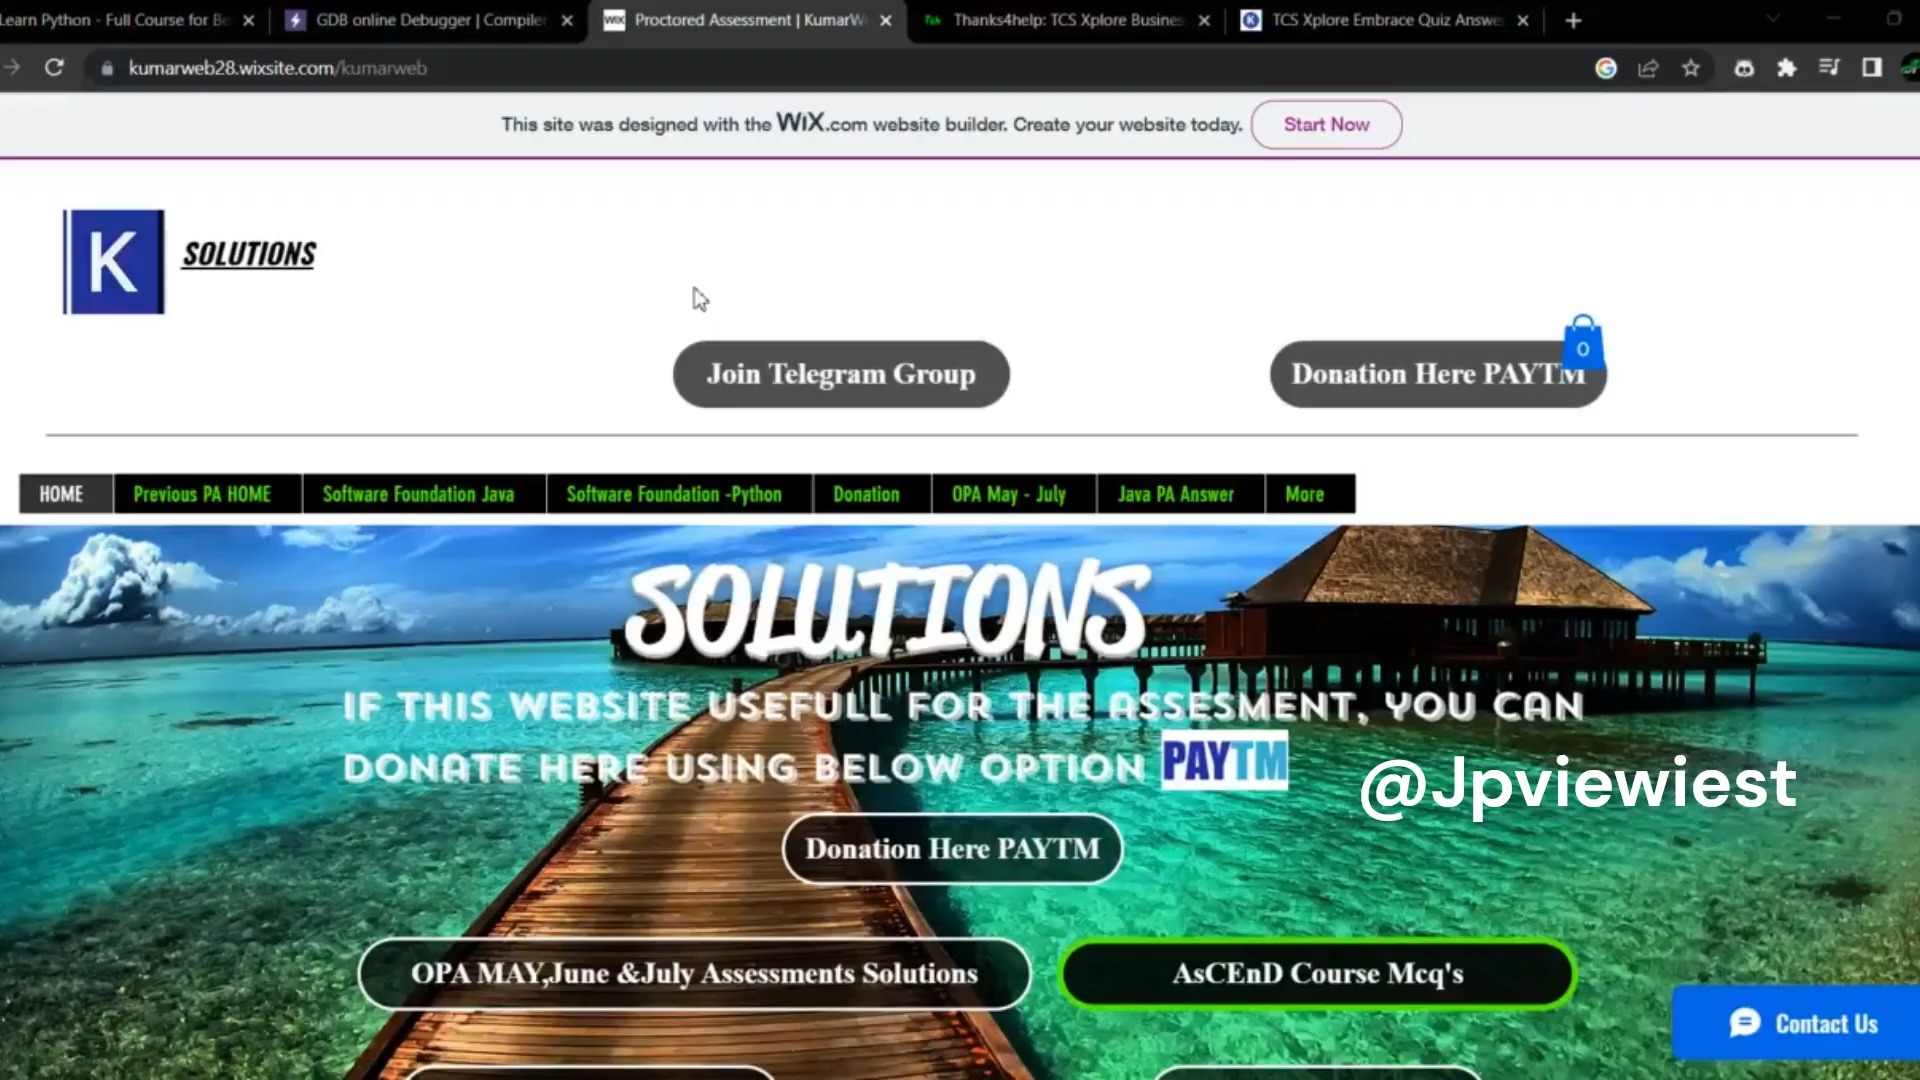 Learn Python - Full Course for Be
GDB online Debugger | Compiler
WiX Proctored Assessment | KumarWe
Thanks4help: TCS Xplore Busines
K TCS Xplore Embrace Quiz Answe
kumarweb28.wixsite.com/kumarweb
This site was designed with the WiX.com website builder. Create your website today.
Start Now
K
SOLUTIONS
0
Join Telegram Group
Donation Here PAYTM
HOME
Previous PA HOME
Software Foundation Java
Software Foundation -Python
Donation
OPA May - July
Java PA Answer
More
SOLUTIONS
IF THIS WEBSITE USEFULL FOR THE ASSESMENT, YOU CAN
DONATE HERE USING BELOW OPTION PAYTM
@Jpviewiest
Donation Here PAYTM
OPA MAY,June &July Assessments Solutions
AsCEnD Course Mcq's
Contact Us